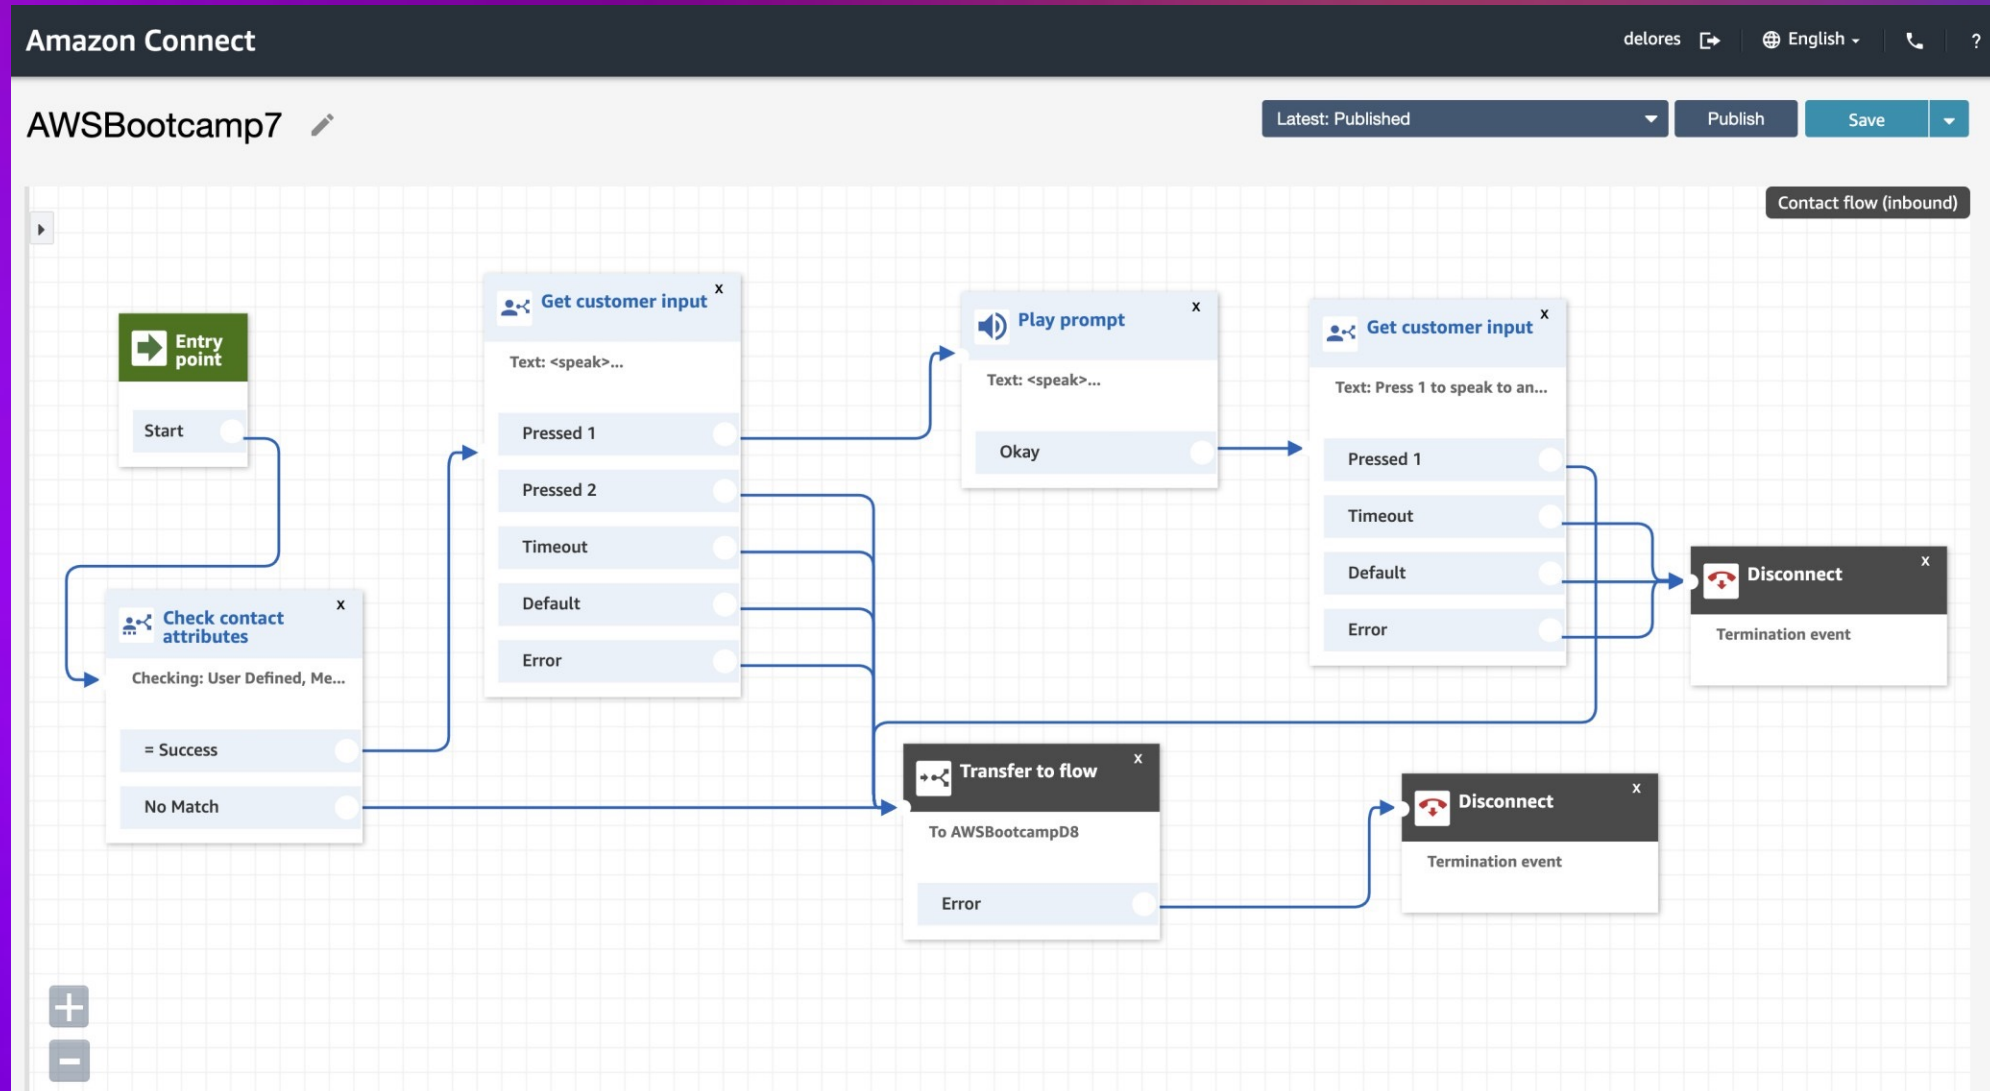 Amazon Connect
delores
English
?
AWSBootcamp7
Latest: Published
Publish
Save
Contact flow (inbound)
Entry
point
Start
Check contact
attributes
x
Checking: User Defined, Me...
= Success
No Match
Get customer input
x
Text: <speak>...
Pressed 1
Pressed 2
Timeout
Default
Error
Play prompt
x
Text: <speak>...
Okay
Get customer input
x
Text: Press 1 to speak to an...
Pressed 1
Timeout
Default
Error
Disconnect
x
Termination event
Transfer to flow
x
To AWSBootcampD8
Error
Disconnect
x
Termination event